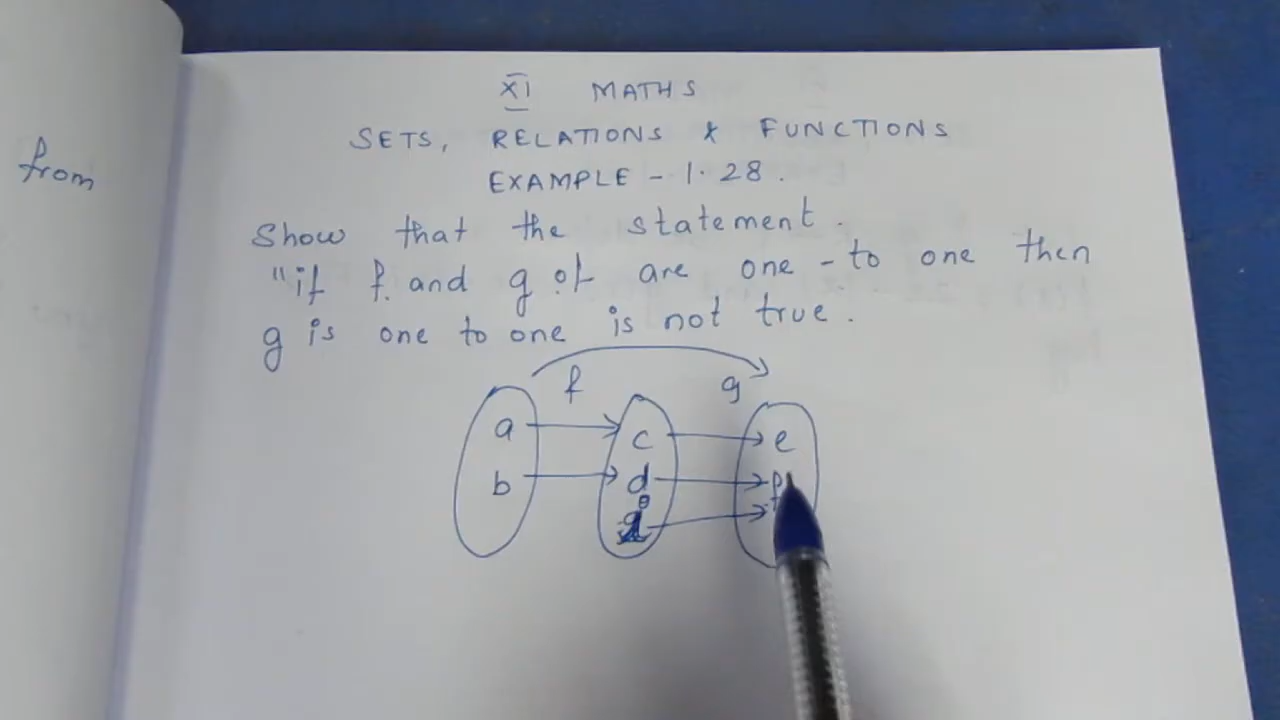 from
XI MATHS
SETS, RELATIONS & FUNCTIONS
EXAMPLE - 1.28.
Show that the statement.
"if f and g of are one-to one then
g is one to one is not true.
f g
a c e
b d